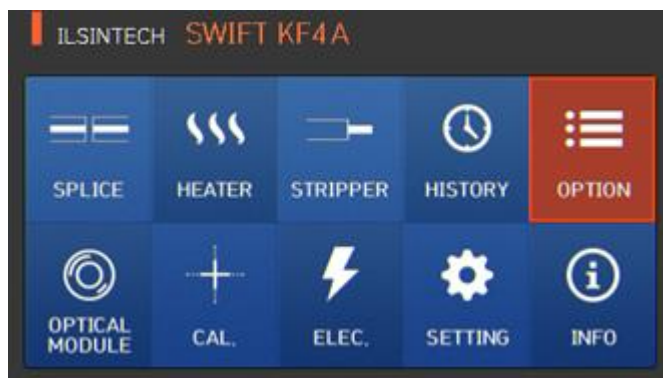 ILSINTECH SWIFT KF4A
SPLICE HEATER STRIPPER HISTORY OPTION
OPTICAL
MODULE CAL. ELEC. SETTING INFO